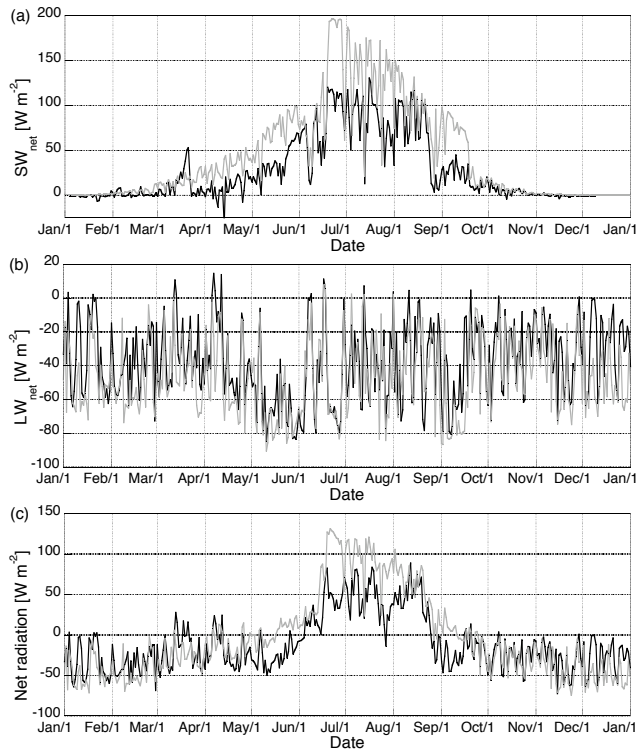 (a)
200
150
100
50
0
SWnet [W m-2]
Jan/1 Feb/1 Mar/1 Apr/1 May/1 Jun/1 Jul/1 Aug/1 Sep/1 Oct/1 Nov/1 Dec/1 Jan/1
Date
(b)
20
0
-20
-40
-60
-80
-100
LWnet [W m-2]
Jan/1 Feb/1 Mar/1 Apr/1 May/1 Jun/1 Jul/1 Aug/1 Sep/1 Oct/1 Nov/1 Dec/1 Jan/1
Date
(c)
150
100
50
0
-50
-100
Net radiation [W m-2]
Jan/1 Feb/1 Mar/1 Apr/1 May/1 Jun/1 Jul/1 Aug/1 Sep/1 Oct/1 Nov/1 Dec/1 Jan/1
Date